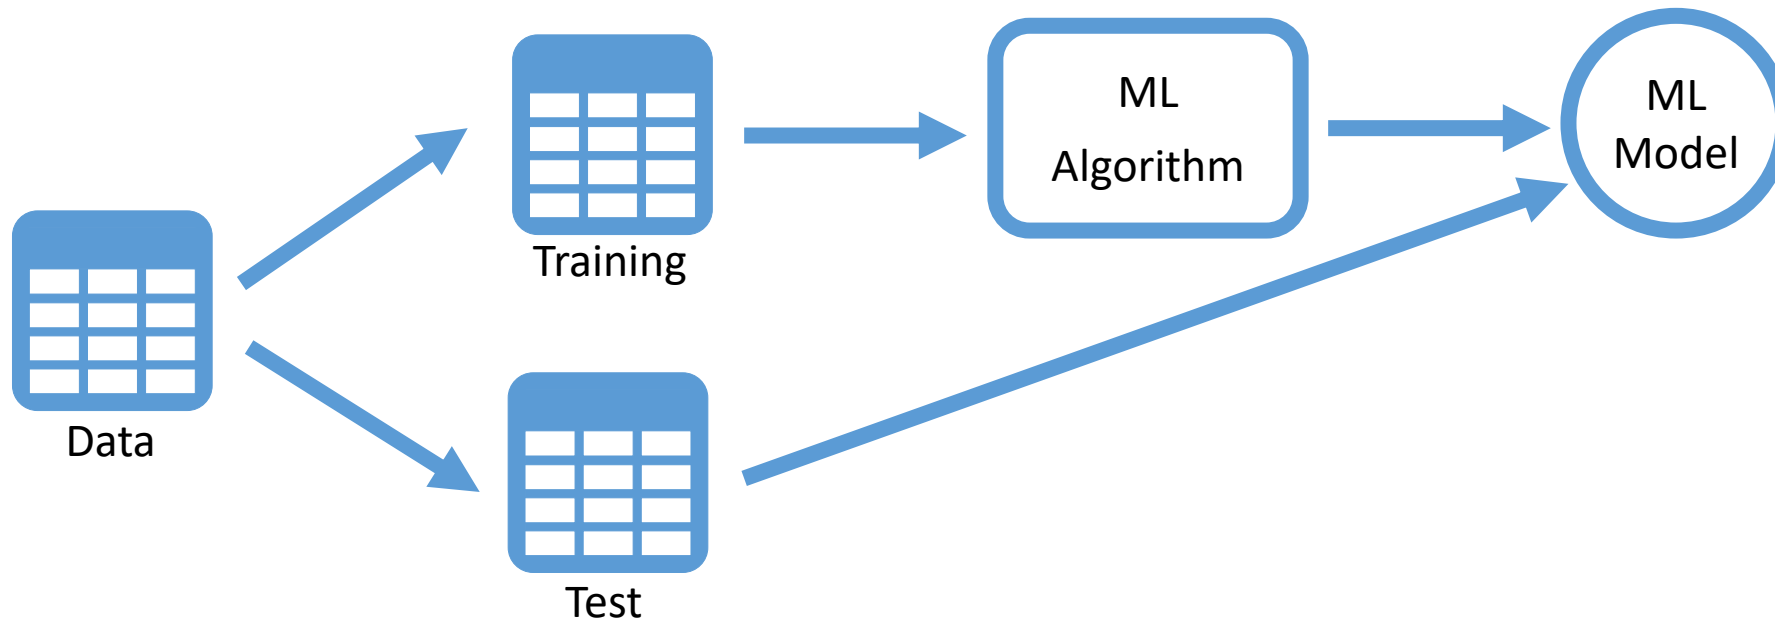 Data
Training
Test
ML
Algorithm
ML
Model